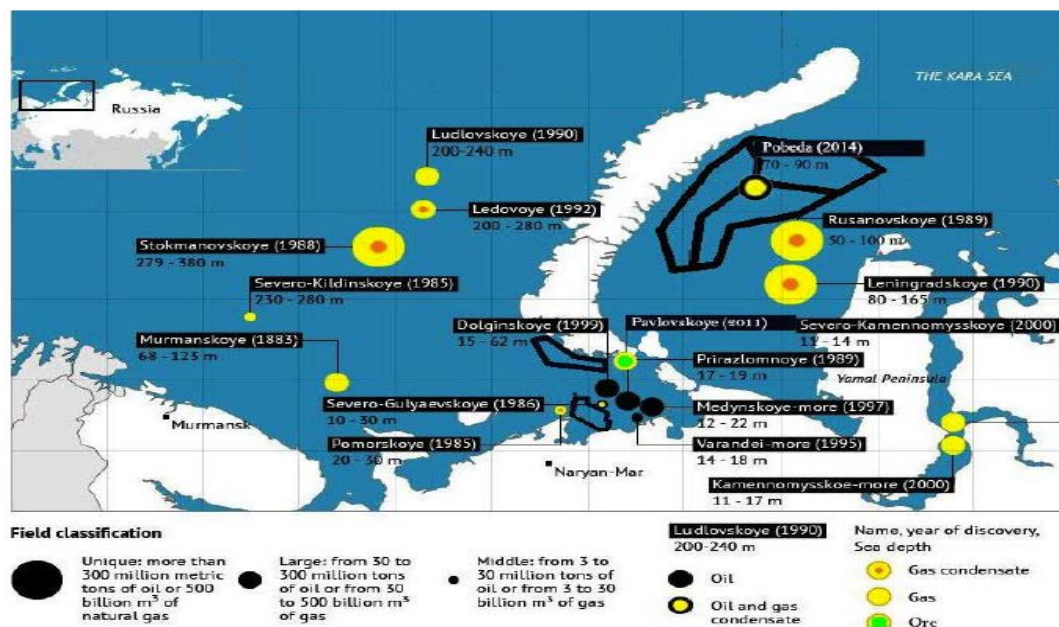 THE KARA SEA
Russia
Ludlovskoye (1990)
200-240 m
Pobeda (2014)
70 - 90 m
Ledovoye (1992)
200 - 280 m
Rusanovskoye (1989)
50 - 100 m
Stokmanovskoye (1988)
279 - 380 m
Severo-Kildinskoye (1985)
230 - 280 m
Leningradskoye (1990)
80 - 165 m
Dolginskoye (1999)
15 - 62 m
Pavlovskoye (2011)
Severo-Kamennomysskoye (2000)
11 - 14 m
Murmanskoye (1883)
68 - 123 m
Prirazlomnoye (1989)
17 - 19 m
Yamal Peninsula
Severo-Gulyaevskoye (1986)
10 - 30 m
Medynskoye-more (1997)
12 - 22 m
Murmansk
Pomorskoye (1985)
20 - 30 m
Varandei-more (1995)
14 - 18 m
Naryan-Mar
Kamennomysskoe-more (2000)
11 - 17 m
Field classification
Unique: more than
300 million metric
tons of oil or 500
billion m³ of
natural gas
Large: from 30 to
300 million tons
of oil or from 30
to 500 billion m³
of gas
Middle: from 3 to
30 million tons of
oil or from 3 to 30
billion m³ of gas
Ludlovskoye (1990)
200-240 m
Name, year of discovery,
Sea depth
Oil
Oil and gas
condensate
Gas condensate
Gas
Ore